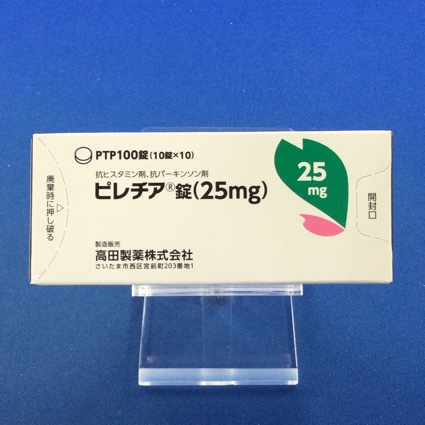 PTP100錠(10錠×10)
抗ヒスタミン剤、抗パーキンソン剤
ピレチア®錠(25mg)
25
mg
製造販売
高田製薬株式会社
さいたま市西区宮前町203番地1
廃棄時に押し破る
開封口